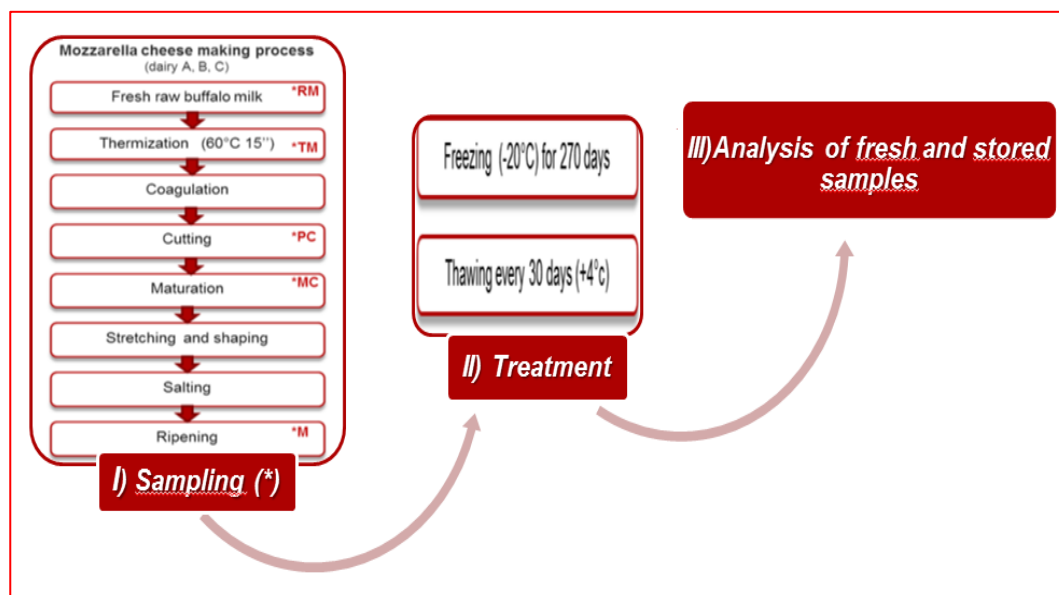 Mozzarella cheese making process
(dairy A, B, C)
Fresh raw buffalo milk *RM
Thermization (60°C 15'') *TM
Coagulation
Cutting *PC
Maturation *MC
Stretching and shaping
Salting
Ripening *M
I) Sampling (*)
Freezing (-20°C) for 270 days
Thawing every 30 days (+4°c)
II) Treatment
III)Analysis of fresh and stored
samples